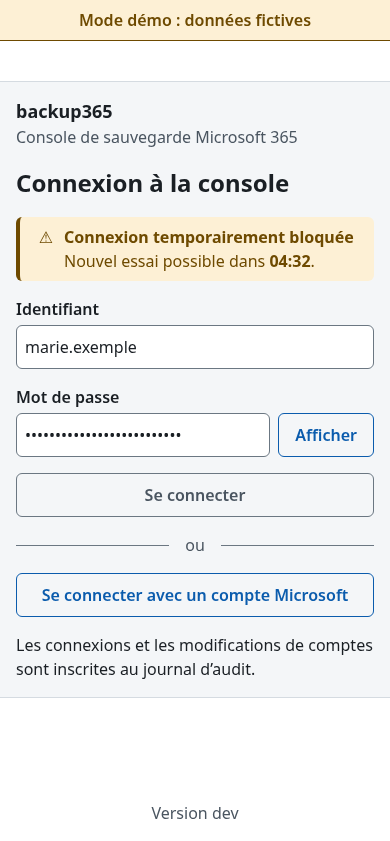 Mode démo : données fictives
backup365
Console de sauvegarde Microsoft 365
Connexion à la console
⚠ Connexion temporairement bloquée
Nouvel essai possible dans 04:32.
Identifiant
marie.exemple
Mot de passe
••••••••••••••••••••••••••
Afficher
Se connecter
ou
Se connecter avec un compte Microsoft
Les connexions et les modifications de comptes
sont inscrites au journal d’audit.
Version dev